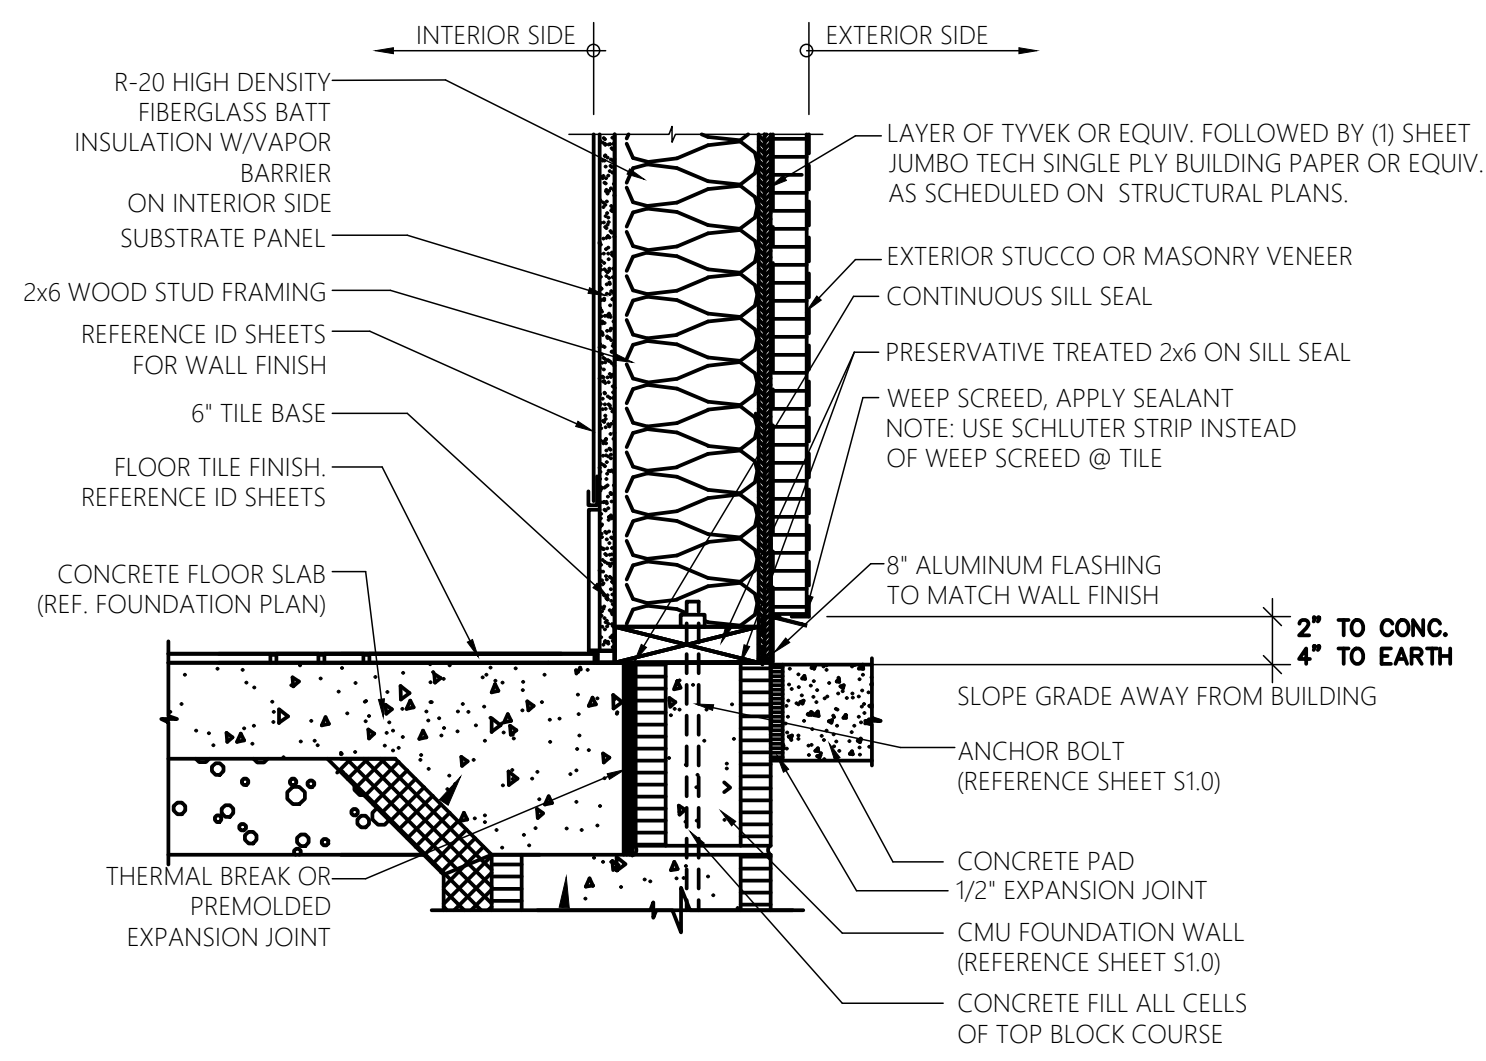 INTERIOR SIDE
EXTERIOR SIDE
R-20 HIGH DENSITY
FIBERGLASS BATT
INSULATION W/VAPOR
BARRIER
ON INTERIOR SIDE
SUBSTRATE PANEL
2x6 WOOD STUD FRAMING
REFERENCE ID SHEETS
FOR WALL FINISH
6" TILE BASE
FLOOR TILE FINISH.
REFERENCE ID SHEETS
CONCRETE FLOOR SLAB
(REF. FOUNDATION PLAN)
THERMAL BREAK OR
PREMOLDED
EXPANSION JOINT
LAYER OF TYVEK OR EQUIV. FOLLOWED BY (1) SHEET
JUMBO TECH SINGLE PLY BUILDING PAPER OR EQUIV.
AS SCHEDULED ON STRUCTURAL PLANS.
EXTERIOR STUCCO OR MASONRY VENEER
CONTINUOUS SILL SEAL
PRESERVATIVE TREATED 2x6 ON SILL SEAL
WEEP SCREED, APPLY SEALANT
NOTE: USE SCHLUTER STRIP INSTEAD
OF WEEP SCREED @ TILE
8" ALUMINUM FLASHING
TO MATCH WALL FINISH
2" TO CONC.
4" TO EARTH
SLOPE GRADE AWAY FROM BUILDING
ANCHOR BOLT
(REFERENCE SHEET S1.0)
CONCRETE PAD
1/2" EXPANSION JOINT
CMU FOUNDATION WALL
(REFERENCE SHEET S1.0)
CONCRETE FILL ALL CELLS
OF TOP BLOCK COURSE